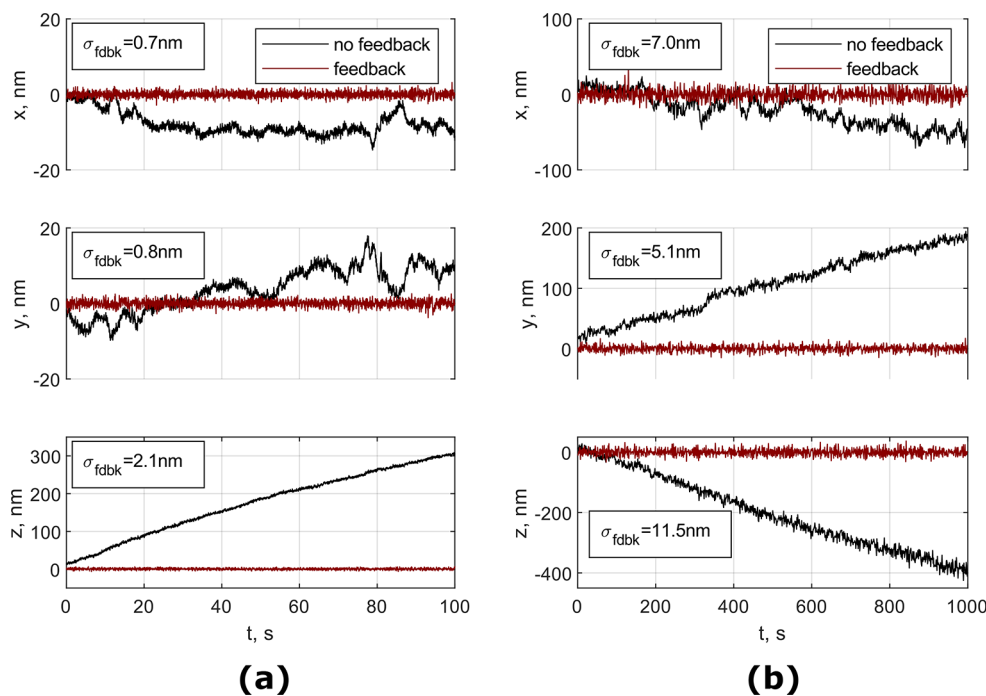 20
0
-20
x, nm
σfdbk=0.7nm
no feedback
feedback
20
0
-20
y, nm
σfdbk=0.8nm
300
200
100
0
z, nm
σfdbk=2.1nm
0 20 40 60 80 100
t, s
(a)
100
0
-100
x, nm
σfdbk=7.0nm
no feedback
feedback
200
100
0
y, nm
σfdbk=5.1nm
0
-200
-400
z, nm
σfdbk=11.5nm
0 200 400 600 800 1000
t, s
(b)